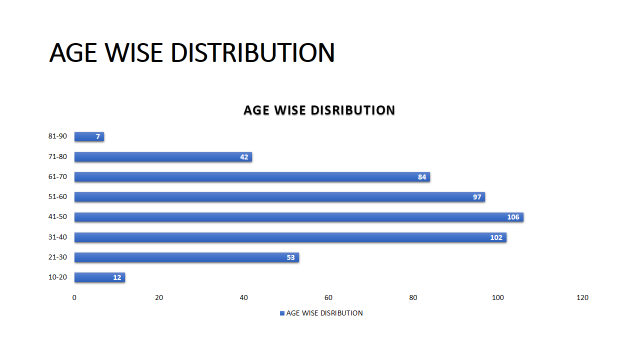 AGE WISE DISTRIBUTION
AGE WISE DISRIBUTION
81-90 7
71-80 42
61-70 84
51-60 97
41-50 106
31-40 102
21-30 53
10-20 12
0 20 40 60 80 100 120
AGE WISE DISRIBUTION